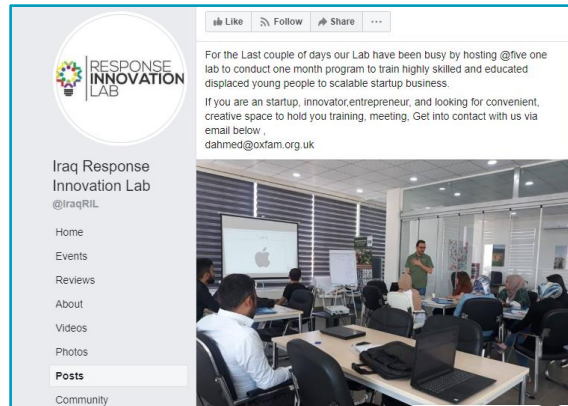 RESPONSE
INNOVATION
LAB
Iraq Response
Innovation Lab
@IraqRIL
Home
Events
Reviews
About
Videos
Photos
Posts
Community
Like Follow Share ...
For the Last couple of days our Lab have been busy by hosting @five one
lab to conduct one month program to train highly skilled and educated
displaced young people to scalable startup business.
If you are an startup, innovator,entrepreneur, and looking for convenient,
creative space to hold you training, meeting, Get into contact with us via
email below ,
dahmed@oxfam.org.uk